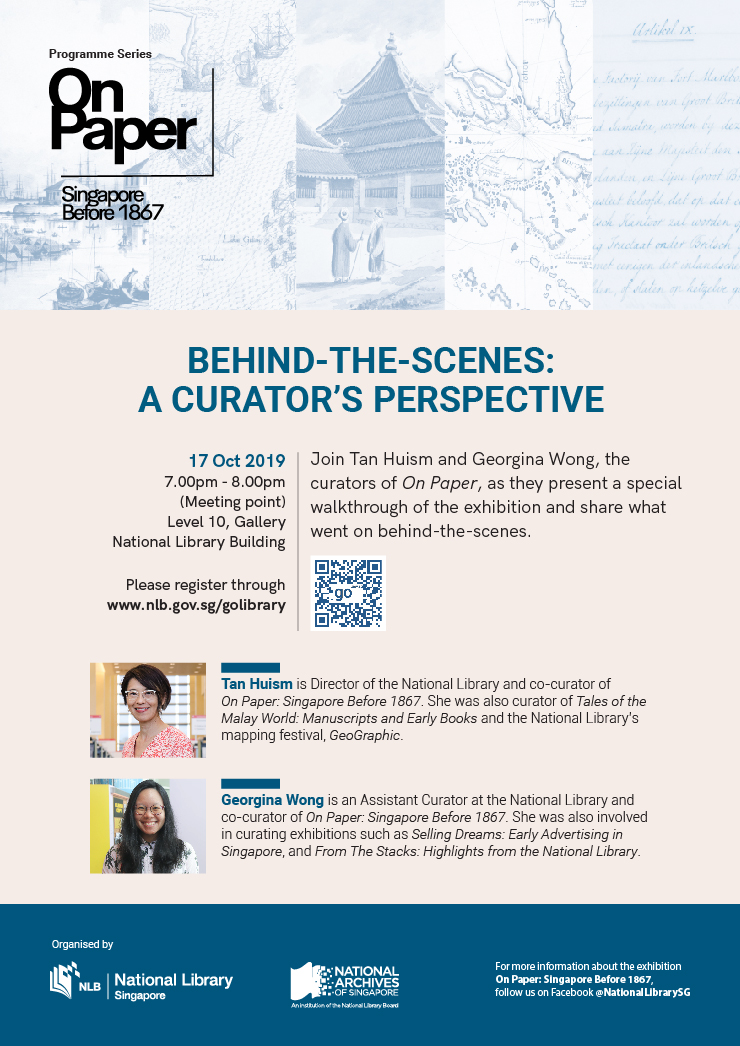 Programme Series
On
Paper
Singapore
Before 1867
Artikel IX.
BEHIND-THE-SCENES:
A CURATOR'S PERSPECTIVE
17 Oct 2019
7.00pm - 8.00pm
(Meeting point)
Level 10, Gallery
National Library Building
Please register through
www.nlb.gov.sg/golibrary
Join Tan Huism and Georgina Wong, the
curators of On Paper, as they present a special
walkthrough of the exhibition and share what
went on behind-the-scenes.
go
Tan Huism is Director of the National Library and co-curator of
On Paper: Singapore Before 1867. She was also curator of Tales of the
Malay World: Manuscripts and Early Books and the National Library's
mapping festival, GeoGraphic.
Georgina Wong is an Assistant Curator at the National Library and
co-curator of On Paper: Singapore Before 1867. She was also involved
in curating exhibitions such as Selling Dreams: Early Advertising in
Singapore, and From The Stacks: Highlights from the National Library.
Organised by
NLB National Library
Singapore
NATIONAL
ARCHIVES
OF SINGAPORE
An institution of the National Library Board
For more information about the exhibition
On Paper: Singapore Before 1867,
follow us on Facebook @NationalLibrarySG